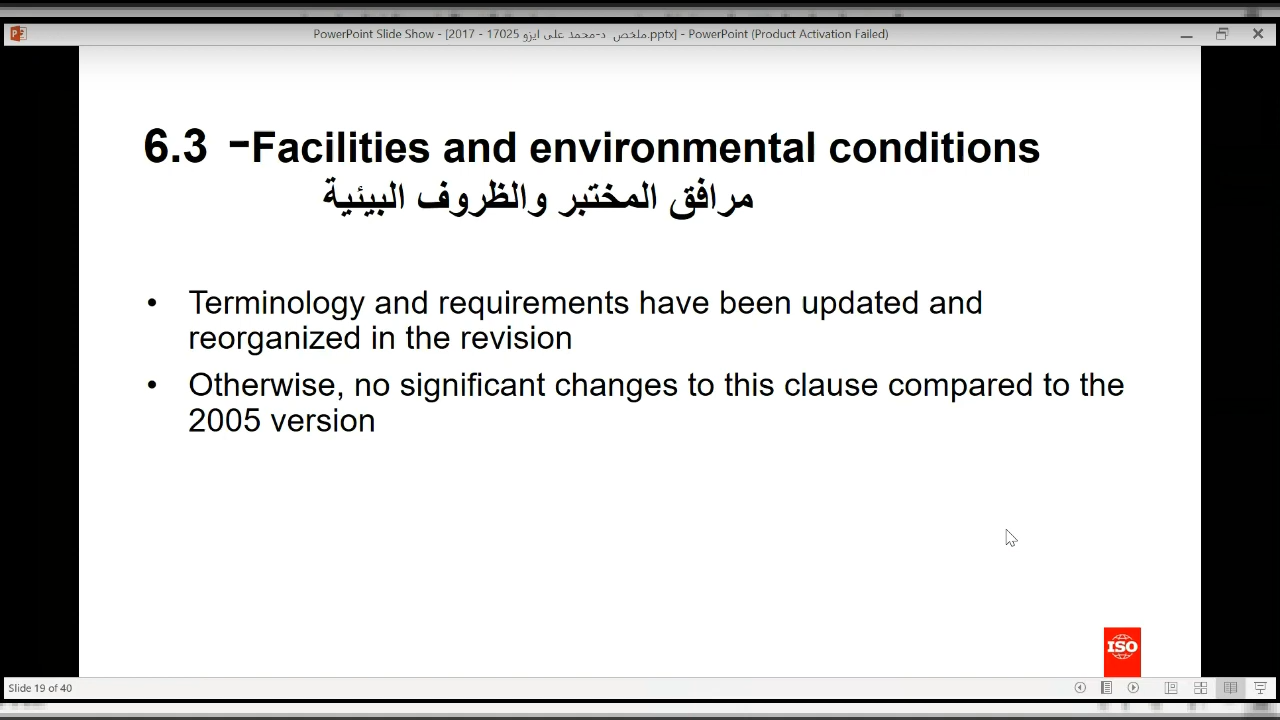 PowerPoint Slide Show - [2017 - 17025 ملخص د-محمد على ايزو.pptx] - PowerPoint (Product Activation Failed)
6.3 -Facilities and environmental conditions
مرافق المختبر والظروف البيئية
• Terminology and requirements have been updated and
reorganized in the revision
• Otherwise, no significant changes to this clause compared to the
2005 version
ISO
Slide 19 of 40